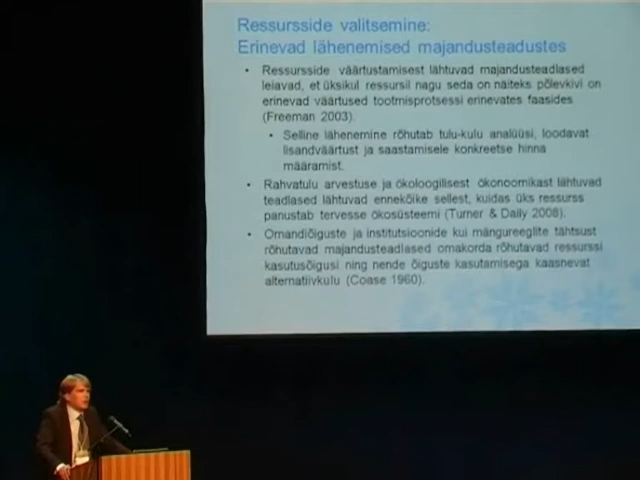 Ressursside valitsemine:
Erinevad lähenemised majandusteadustes
• Ressursside väärtustamisest lähtuvad majandusteadlased
leiavad, et üksikul ressursil nagu seda on näiteks põlevkivi on
erinevad väärtused tootmisprotsessi erinevates faasides
(Freeman 2003).
• Selline lähenemine rõhutab tulu-kulu analüüsi, loodavat
lisandväärtust ja saastamisele konkreetse hinna
määramist.
• Rahvatulu arvestuse ja ökoloogilisest ökonoomikast lähtuvad
teadlased lähtuvad ennekõike sellest, kuidas üks ressurss
panustab tervesse ökosüsteemi (Turner & Daily 2008).
• Omandiõiguste ja institutsioonide kui mängureeglite tähtsust
rõhutavad majandusteadlased omakorda rõhutavad ressurssi
kasutusõigusi ning nende õiguste kasutamisega kaasnevat
alternatiivkulu (Coase 1960).